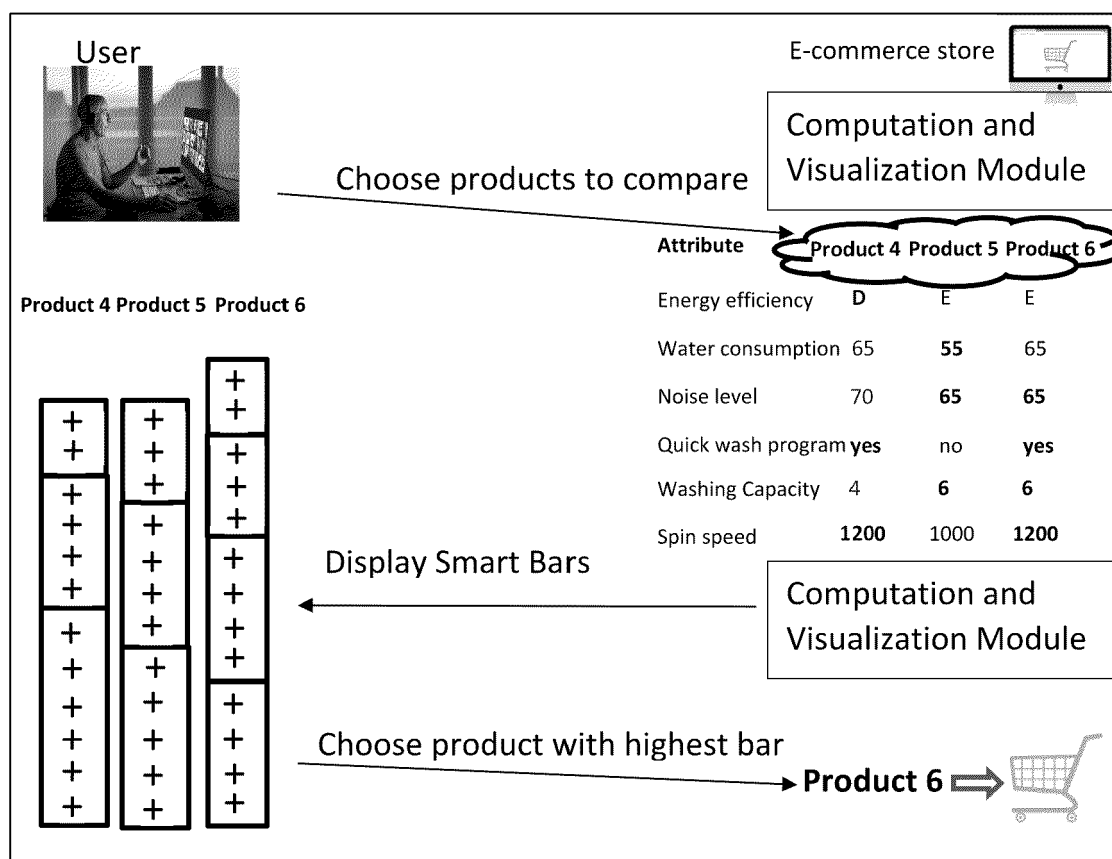 User
E-commerce store
Computation and
Visualization Module
Choose products to compare
Attribute Product 4 Product 5 Product 6
Energy efficiency D E E
Water consumption 65 55 65
Noise level 70 65 65
Quick wash program yes no yes
Washing Capacity 4 6 6
Spin speed 1200 1000 1200
Product 4 Product 5 Product 6
+ + +
+ + +
+ + +
+ + +
+ + +
+ + +
+ + +
+ + +
+ + +
+ + +
+ + +
+ + +
+
Display Smart Bars
Computation and
Visualization Module
Choose product with highest bar
Product 6